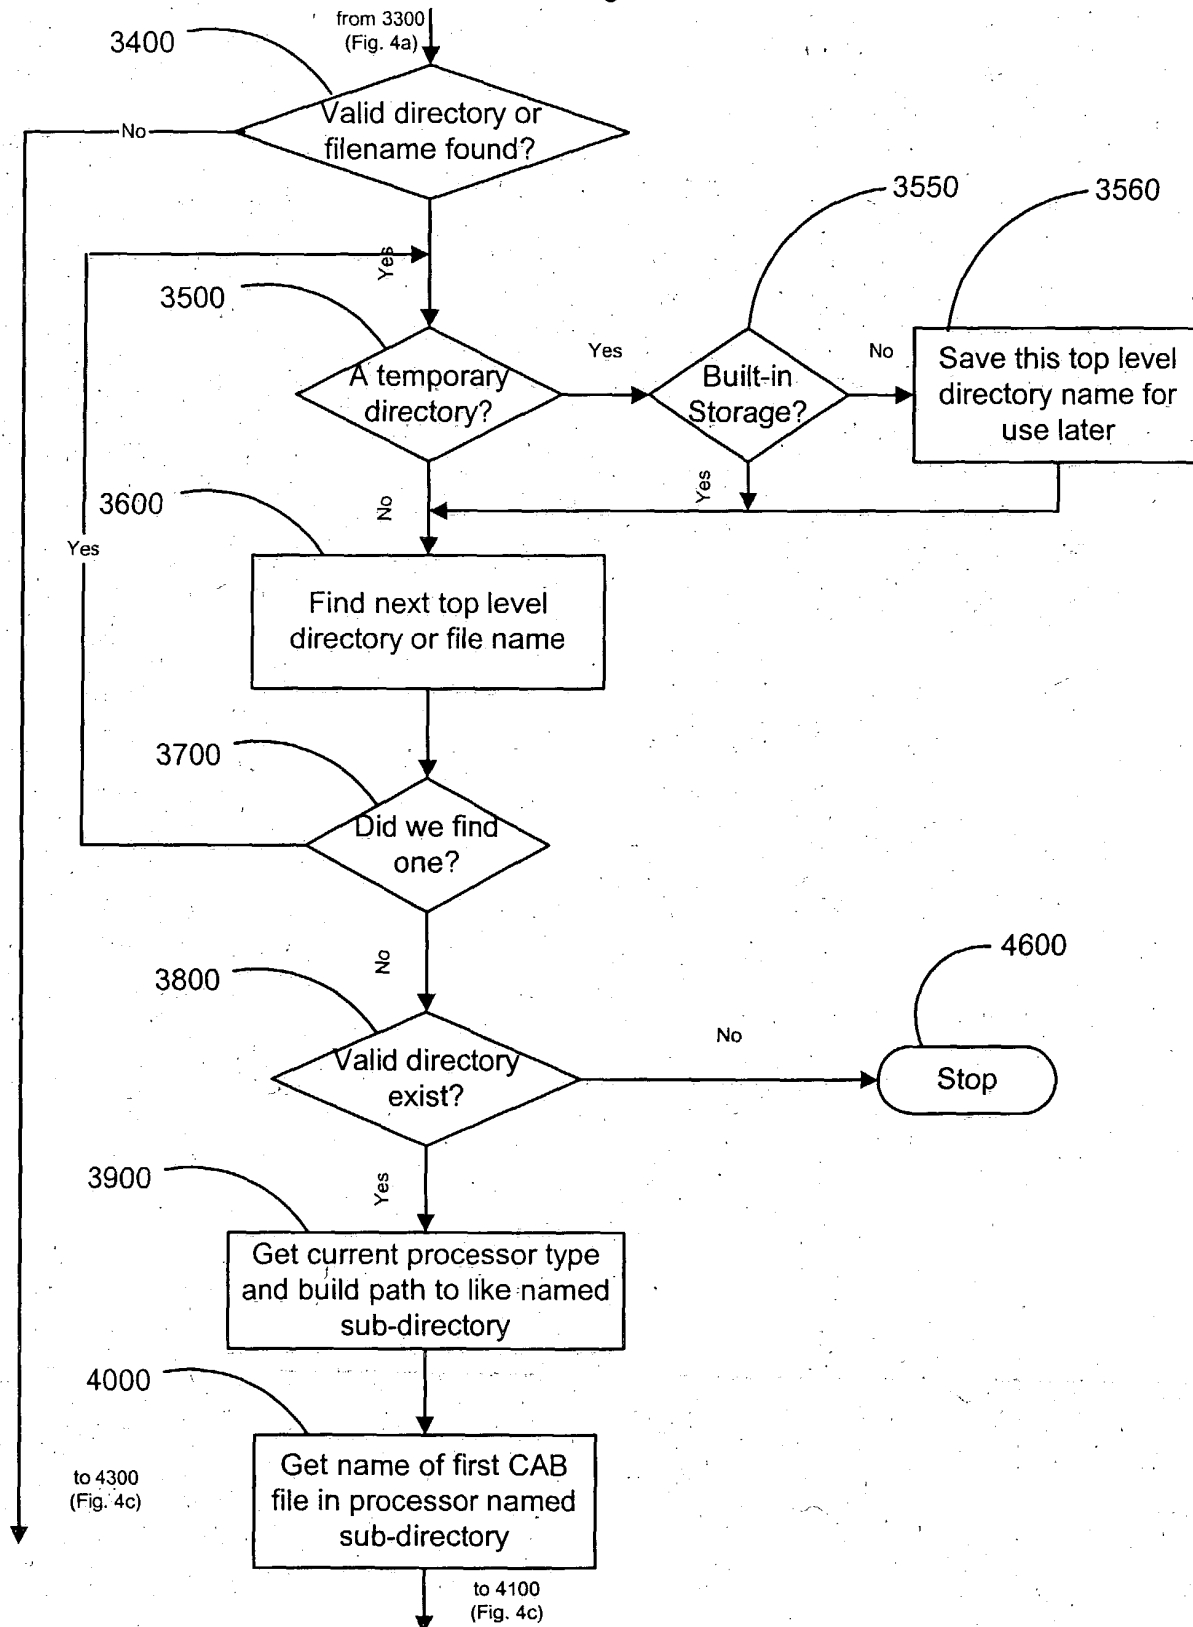 from 3300
(Fig. 4a)
3400
Valid directory or
filename found?
No
3550
3560
Yes
3500
A temporary
directory?
Yes
Built-in
Storage?
No
Save this top level
directory name for
use later
3600
No
Yes
Yes
Find next top level
directory or file name
3700
Did we find
one?
No
3800
4600
Valid directory
exist?
No
Stop
3900
Yes
Get current processor type
and build path to like named
sub-directory
4000
Get name of first CAB
file in processor named
sub-directory
to 4300
(Fig. 4c)
to 4100
(Fig. 4c)